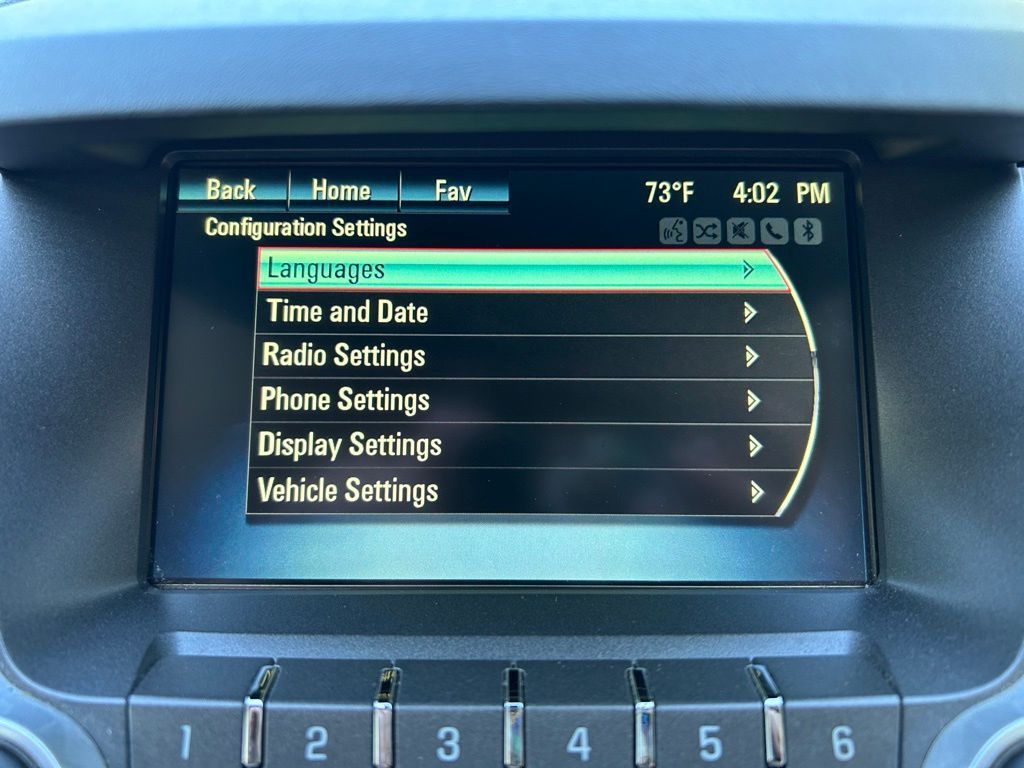 Back Home Fav 73°F 4:02 PM
Configuration Settings
Languages
Time and Date
Radio Settings
Phone Settings
Display Settings
Vehicle Settings
1 2 3 4 5 6